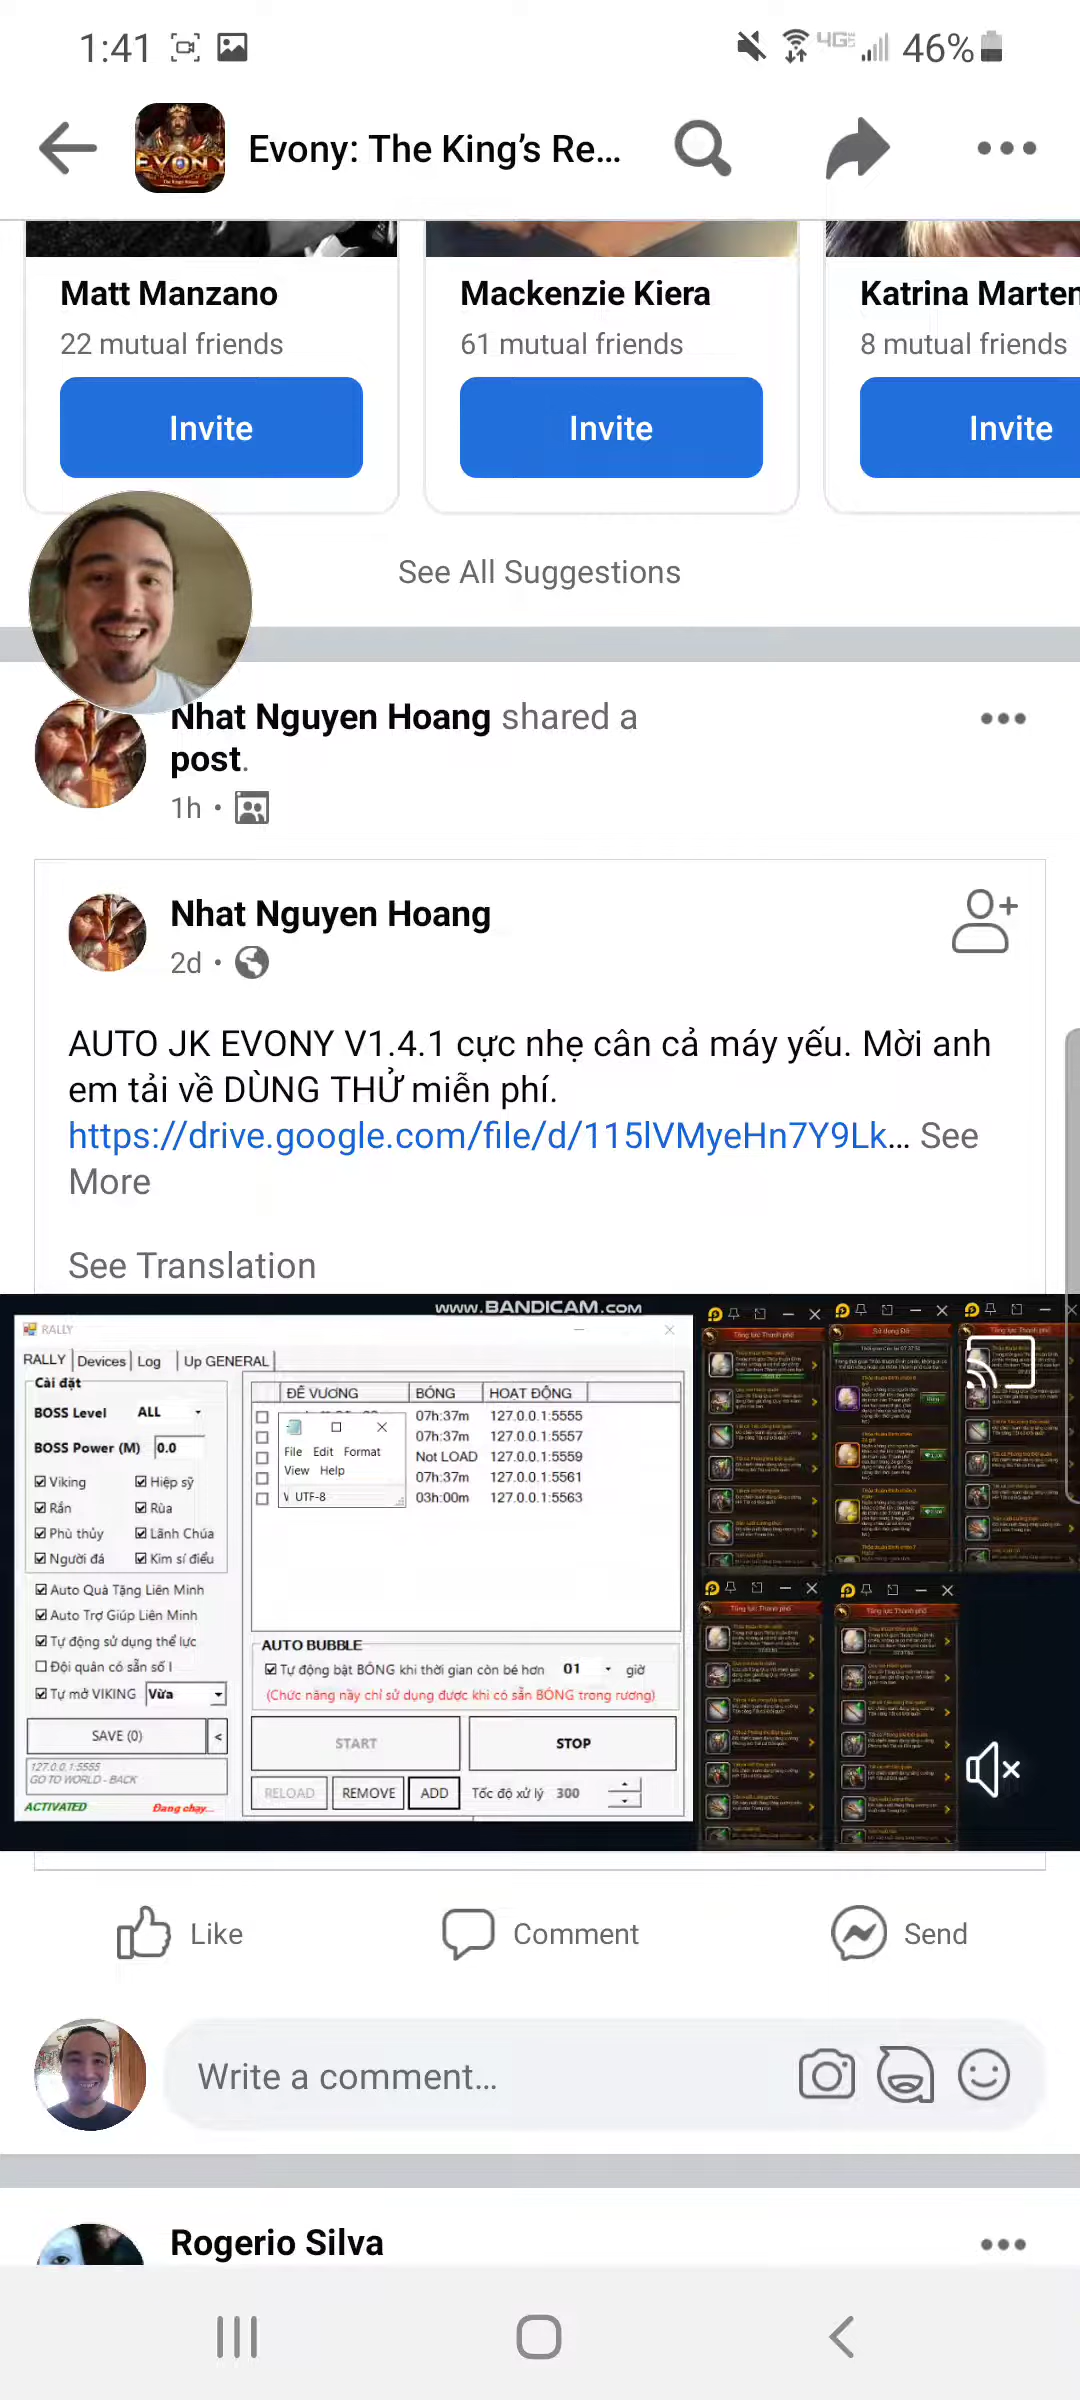 1:41
4G
46%
Evony: The King's Re...
Matt Manzano
22 mutual friends
Invite
Mackenzie Kiera
61 mutual friends
Invite
Katrina Marten
8 mutual friends
Invite
See All Suggestions
Nhat Nguyen Hoang shared a
post.
1h •
Nhat Nguyen Hoang
2d •
AUTO JK EVONY V1.4.1 cực nhẹ cân cả máy yếu. Mời anh
em tải về DÙNG THỬ miễn phí.
https://drive.google.com/file/d/115lVMyeHn7Y9Lk... See
More
See Translation
www.BANDICAM.com
RALLY
RALLY Devices Log Up GENERAL
Cài đặt
BOSS Level ALL
BOSS Power (M) 0.0
Viking Hiệp sỹ
Rắn Rùa
Phù thủy Lãnh Chúa
Người đá Kim sí điểu
Auto Quà Tặng Liên Minh
Auto Trợ Giúp Liên Minh
Tự động sử dụng thể lực
Đội quân có sẵn số I
Tự mở VIKING Vừa
SAVE (0) <
127.0.0.1:5555
GO TO WORLD - BACK
ACTIVATED Đang chạy...
ĐẾ VƯƠNG BÓNG HOẠT ĐỘNG
07h:37m 127.0.0.1:5555
07h:37m 127.0.0.1:5557
Not LOAD 127.0.0.1:5559
07h:37m 127.0.0.1:5561
03h:00m 127.0.0.1:5563
File Edit Format
View Help
UTF-8
AUTO BUBBLE
Tự động bật BÓNG khi thời gian còn bé hơn 01 giờ
(Chức năng này chỉ sử dụng được khi có sẵn BÓNG trong rương)
START STOP
RELOAD REMOVE ADD Tốc độ xử lý 300
Like
Comment
Send
Write a comment...
Rogerio Silva